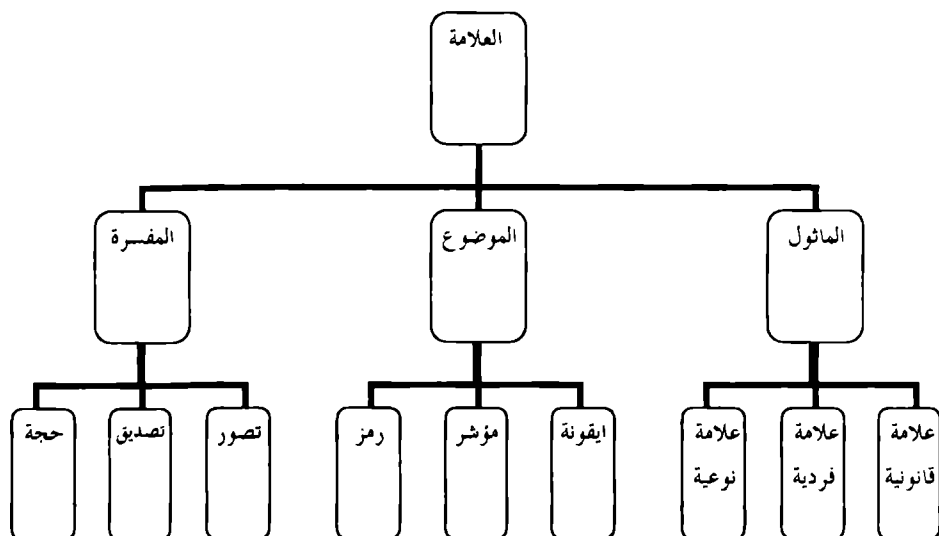 العلامة
الماثول
الموضوع
المفسرة
علامة
قانونية
علامة
فردية
علامة
نوعية
ايقونة
مؤشر
رمز
تصور
تصديق
حجة